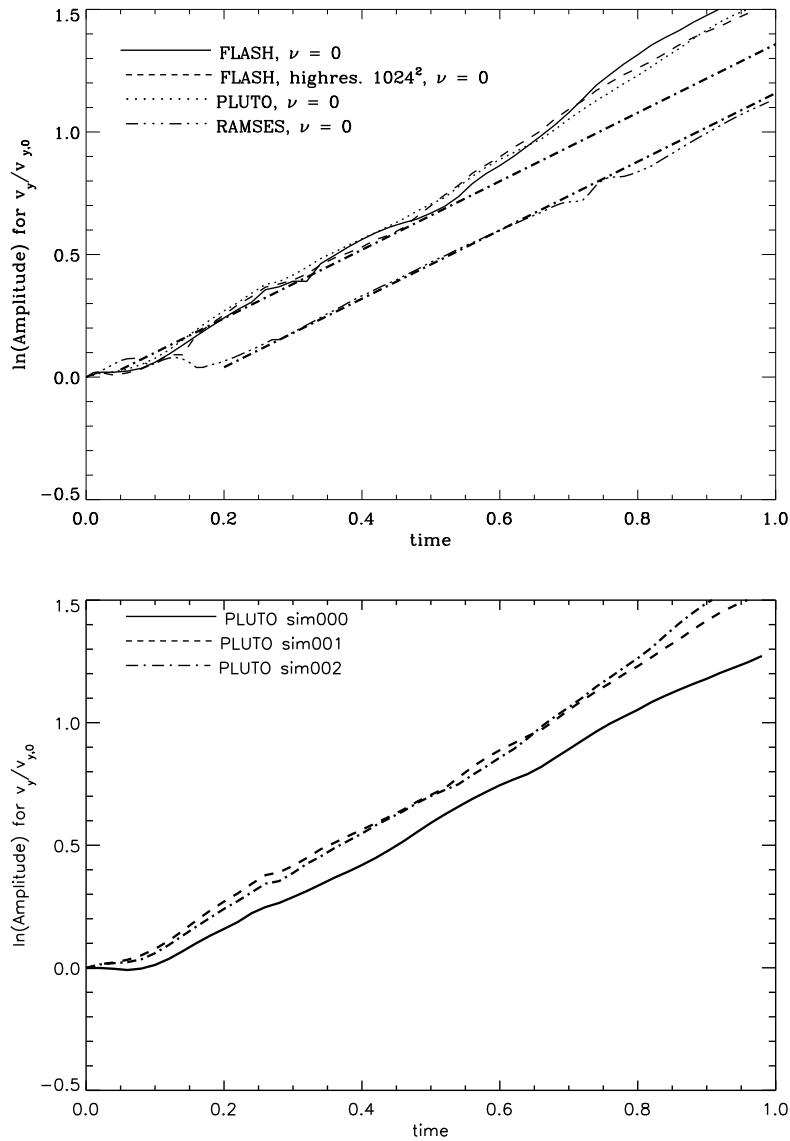 1.5
1.0
0.5
0.0
−0.5
ln(Amplitude) for v_y/v_y,0
FLASH, ν = 0
FLASH, highres. 1024², ν = 0
PLUTO, ν = 0
RAMSES, ν = 0
0.0 0.2 0.4 0.6 0.8 1.0
time
1.5
1.0
0.5
0.0
−0.5
ln(Amplitude) for v_y/v_y,0
PLUTO sim000
PLUTO sim001
PLUTO sim002
0.0 0.2 0.4 0.6 0.8 1.0
time